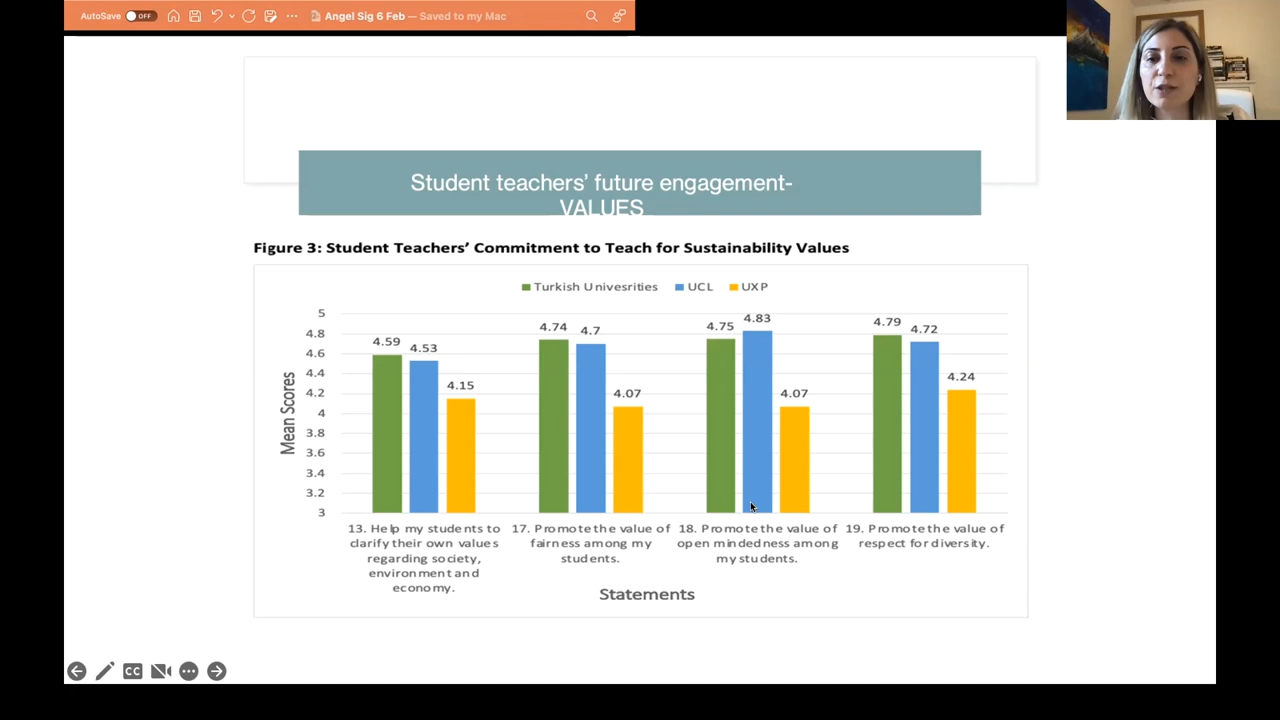 AutoSave OFF
Angel Sig 6 Feb — Saved to my Mac
Student teachers' future engagement-
VALUES
Figure 3: Student Teachers' Commitment to Teach for Sustainability Values
Turkish Univesrities UCL UXP
5
4.8
4.6
4.4
4.2
4
3.8
3.6
3.4
3.2
3
Mean Scores
4.59 4.53 4.15
4.74 4.7 4.07
4.75 4.83 4.07
4.79 4.72 4.24
13. Help my students to
clarify their own values
regarding society,
environment and
economy.
17. Promote the value of
fairness among my
students.
18. Promote the value of
open mindedness among
my students.
19. Promote the value of
respect for diversity.
Statements
CC